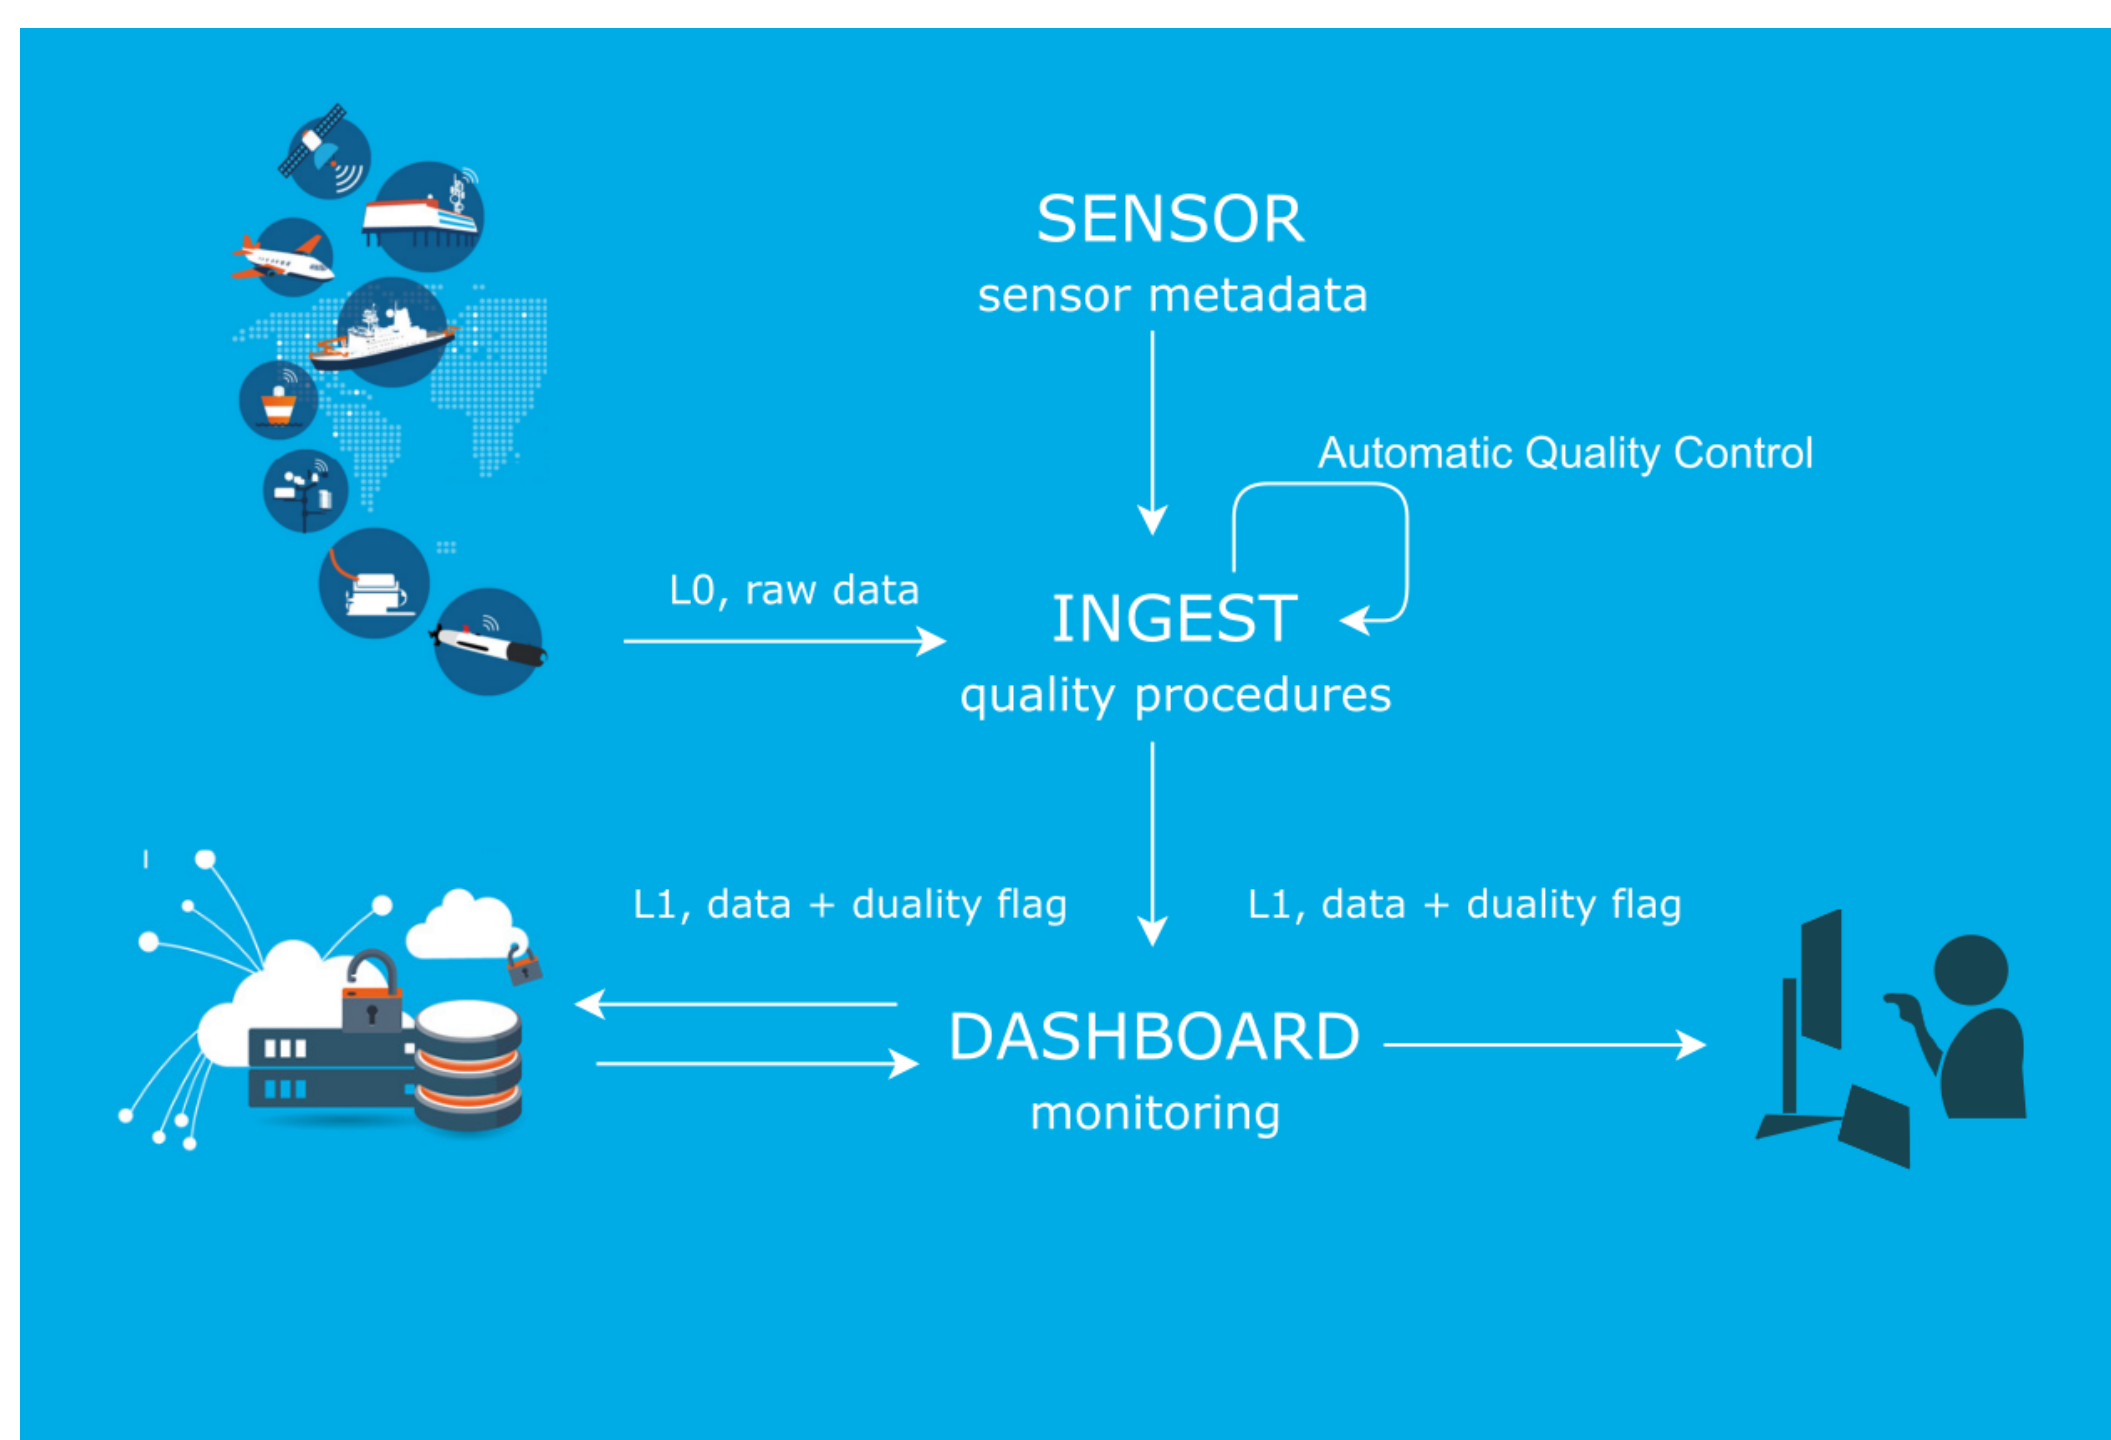 SENSOR
sensor metadata
Automatic Quality Control
L0, raw data
INGEST
quality procedures
L1, data + duality flag
L1, data + duality flag
DASHBOARD
monitoring